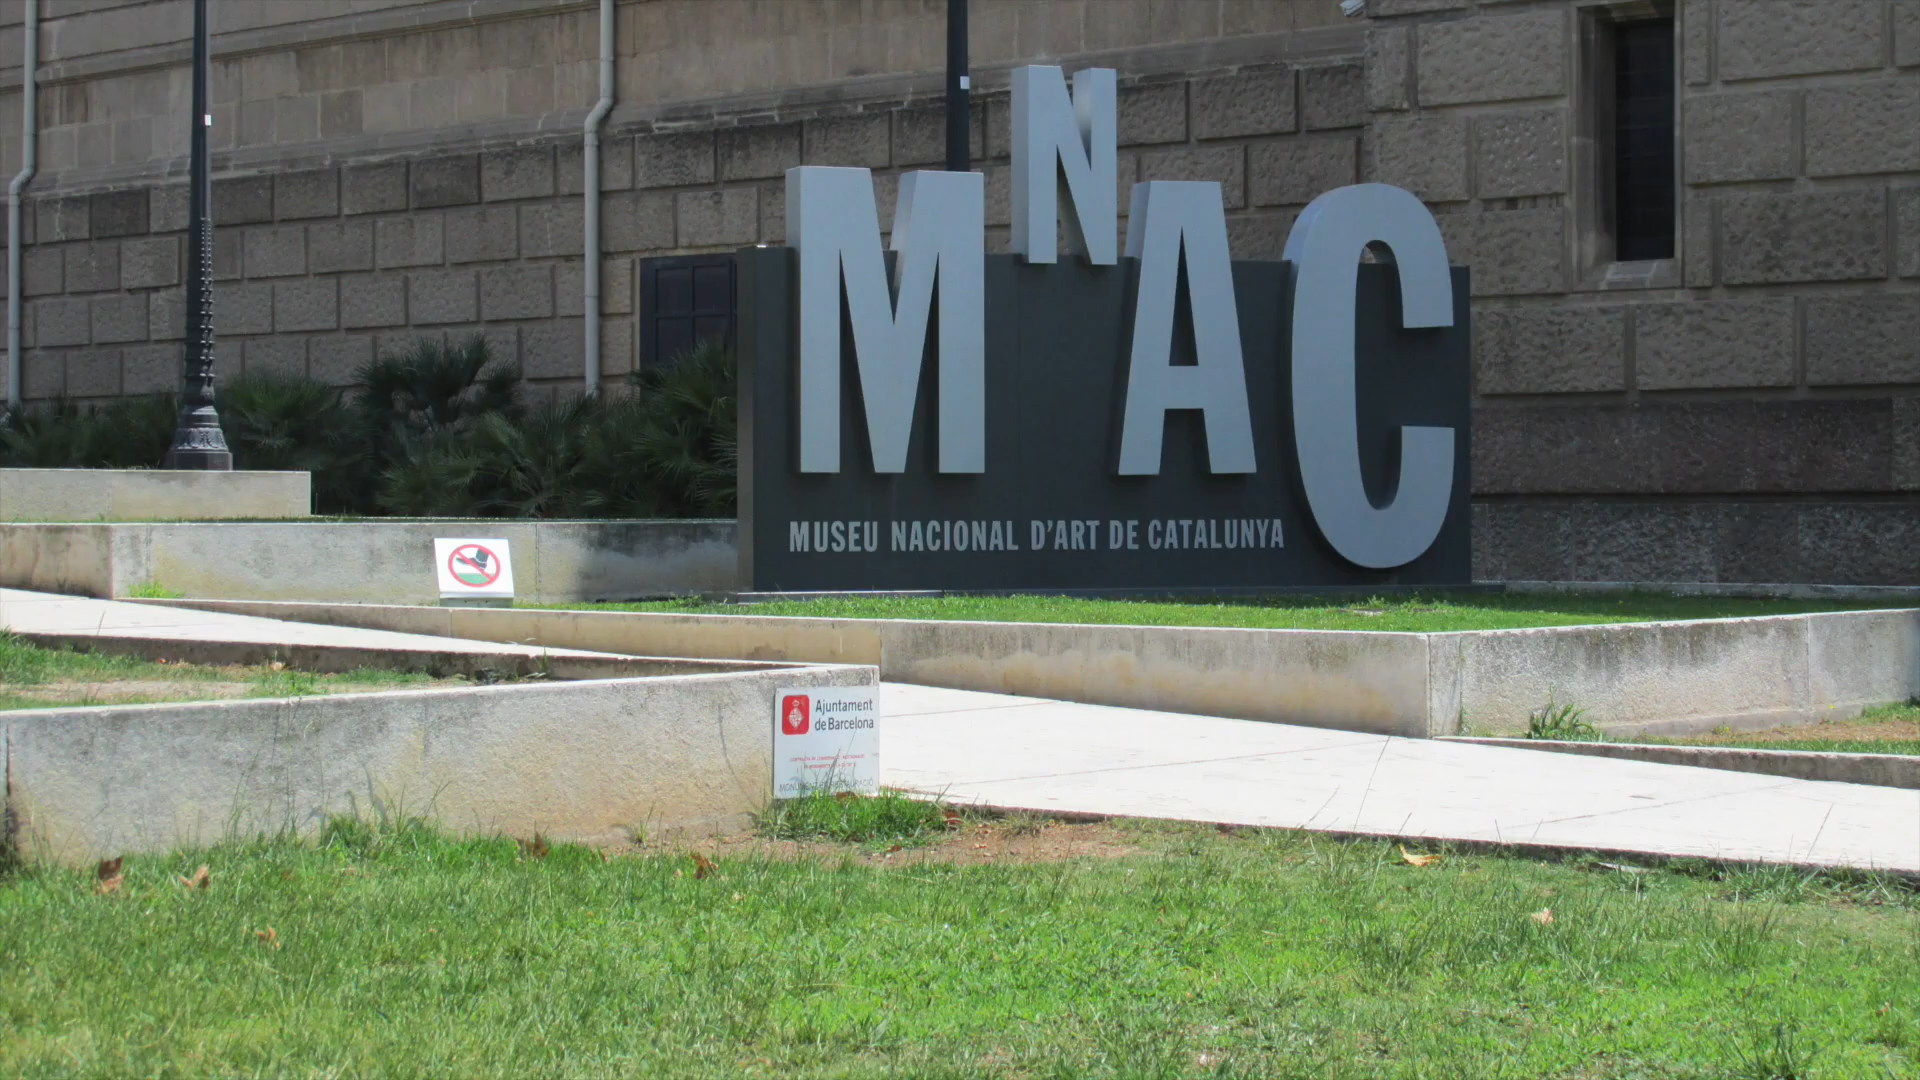 MNAC
MUSEU NACIONAL D'ART DE CATALUNYA
Ajuntament
de Barcelona